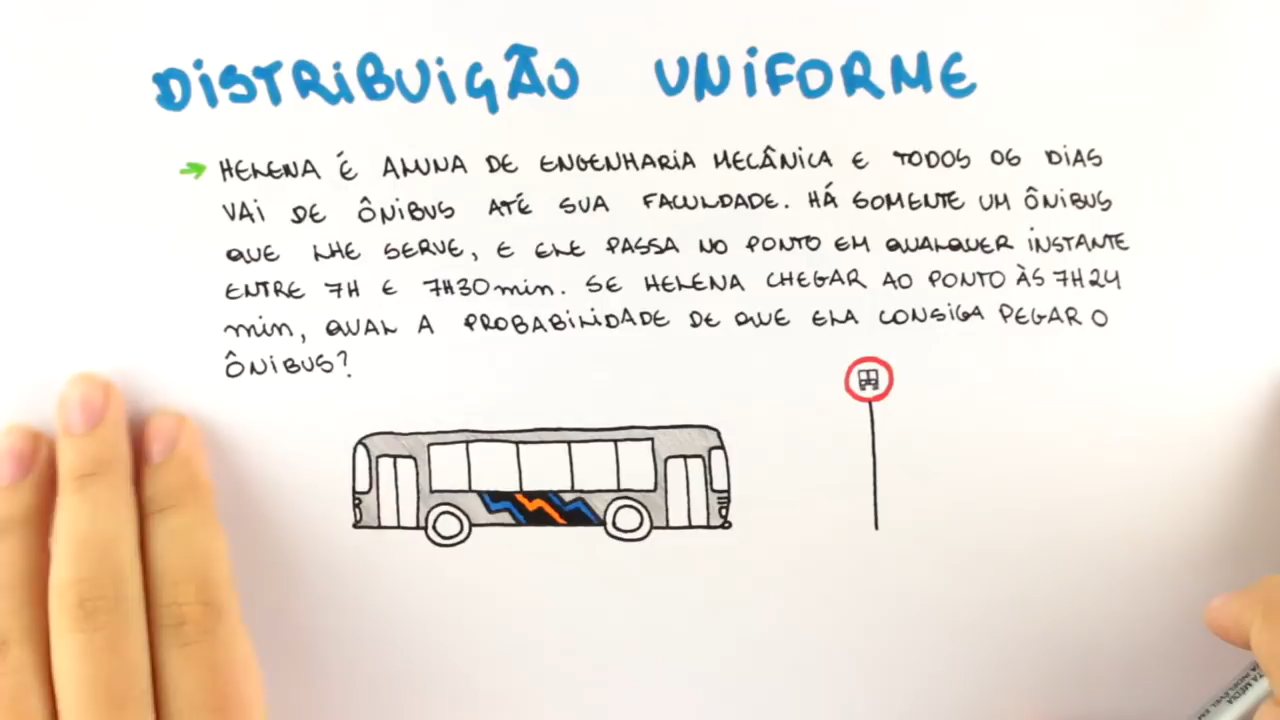 DISTRIBUIÇÃO UNIFORME
→ HELENA É ALUNA DE ENGENHARIA MECÂNICA E TODOS OS DIAS
VAI DE ÔNIBUS ATÉ SUA FACULDADE. HÁ SOMENTE UM ÔNIBUS
QUE LHE SERVE, E ELE PASSA NO PONTO EM QUALQUER INSTANTE
ENTRE 7H E 7H30min. SE HELENA CHEGAR AO PONTO ÀS 7H24
min, QUAL A PROBABILIDADE DE QUE ELA CONSIGA PEGAR O
ÔNIBUS?